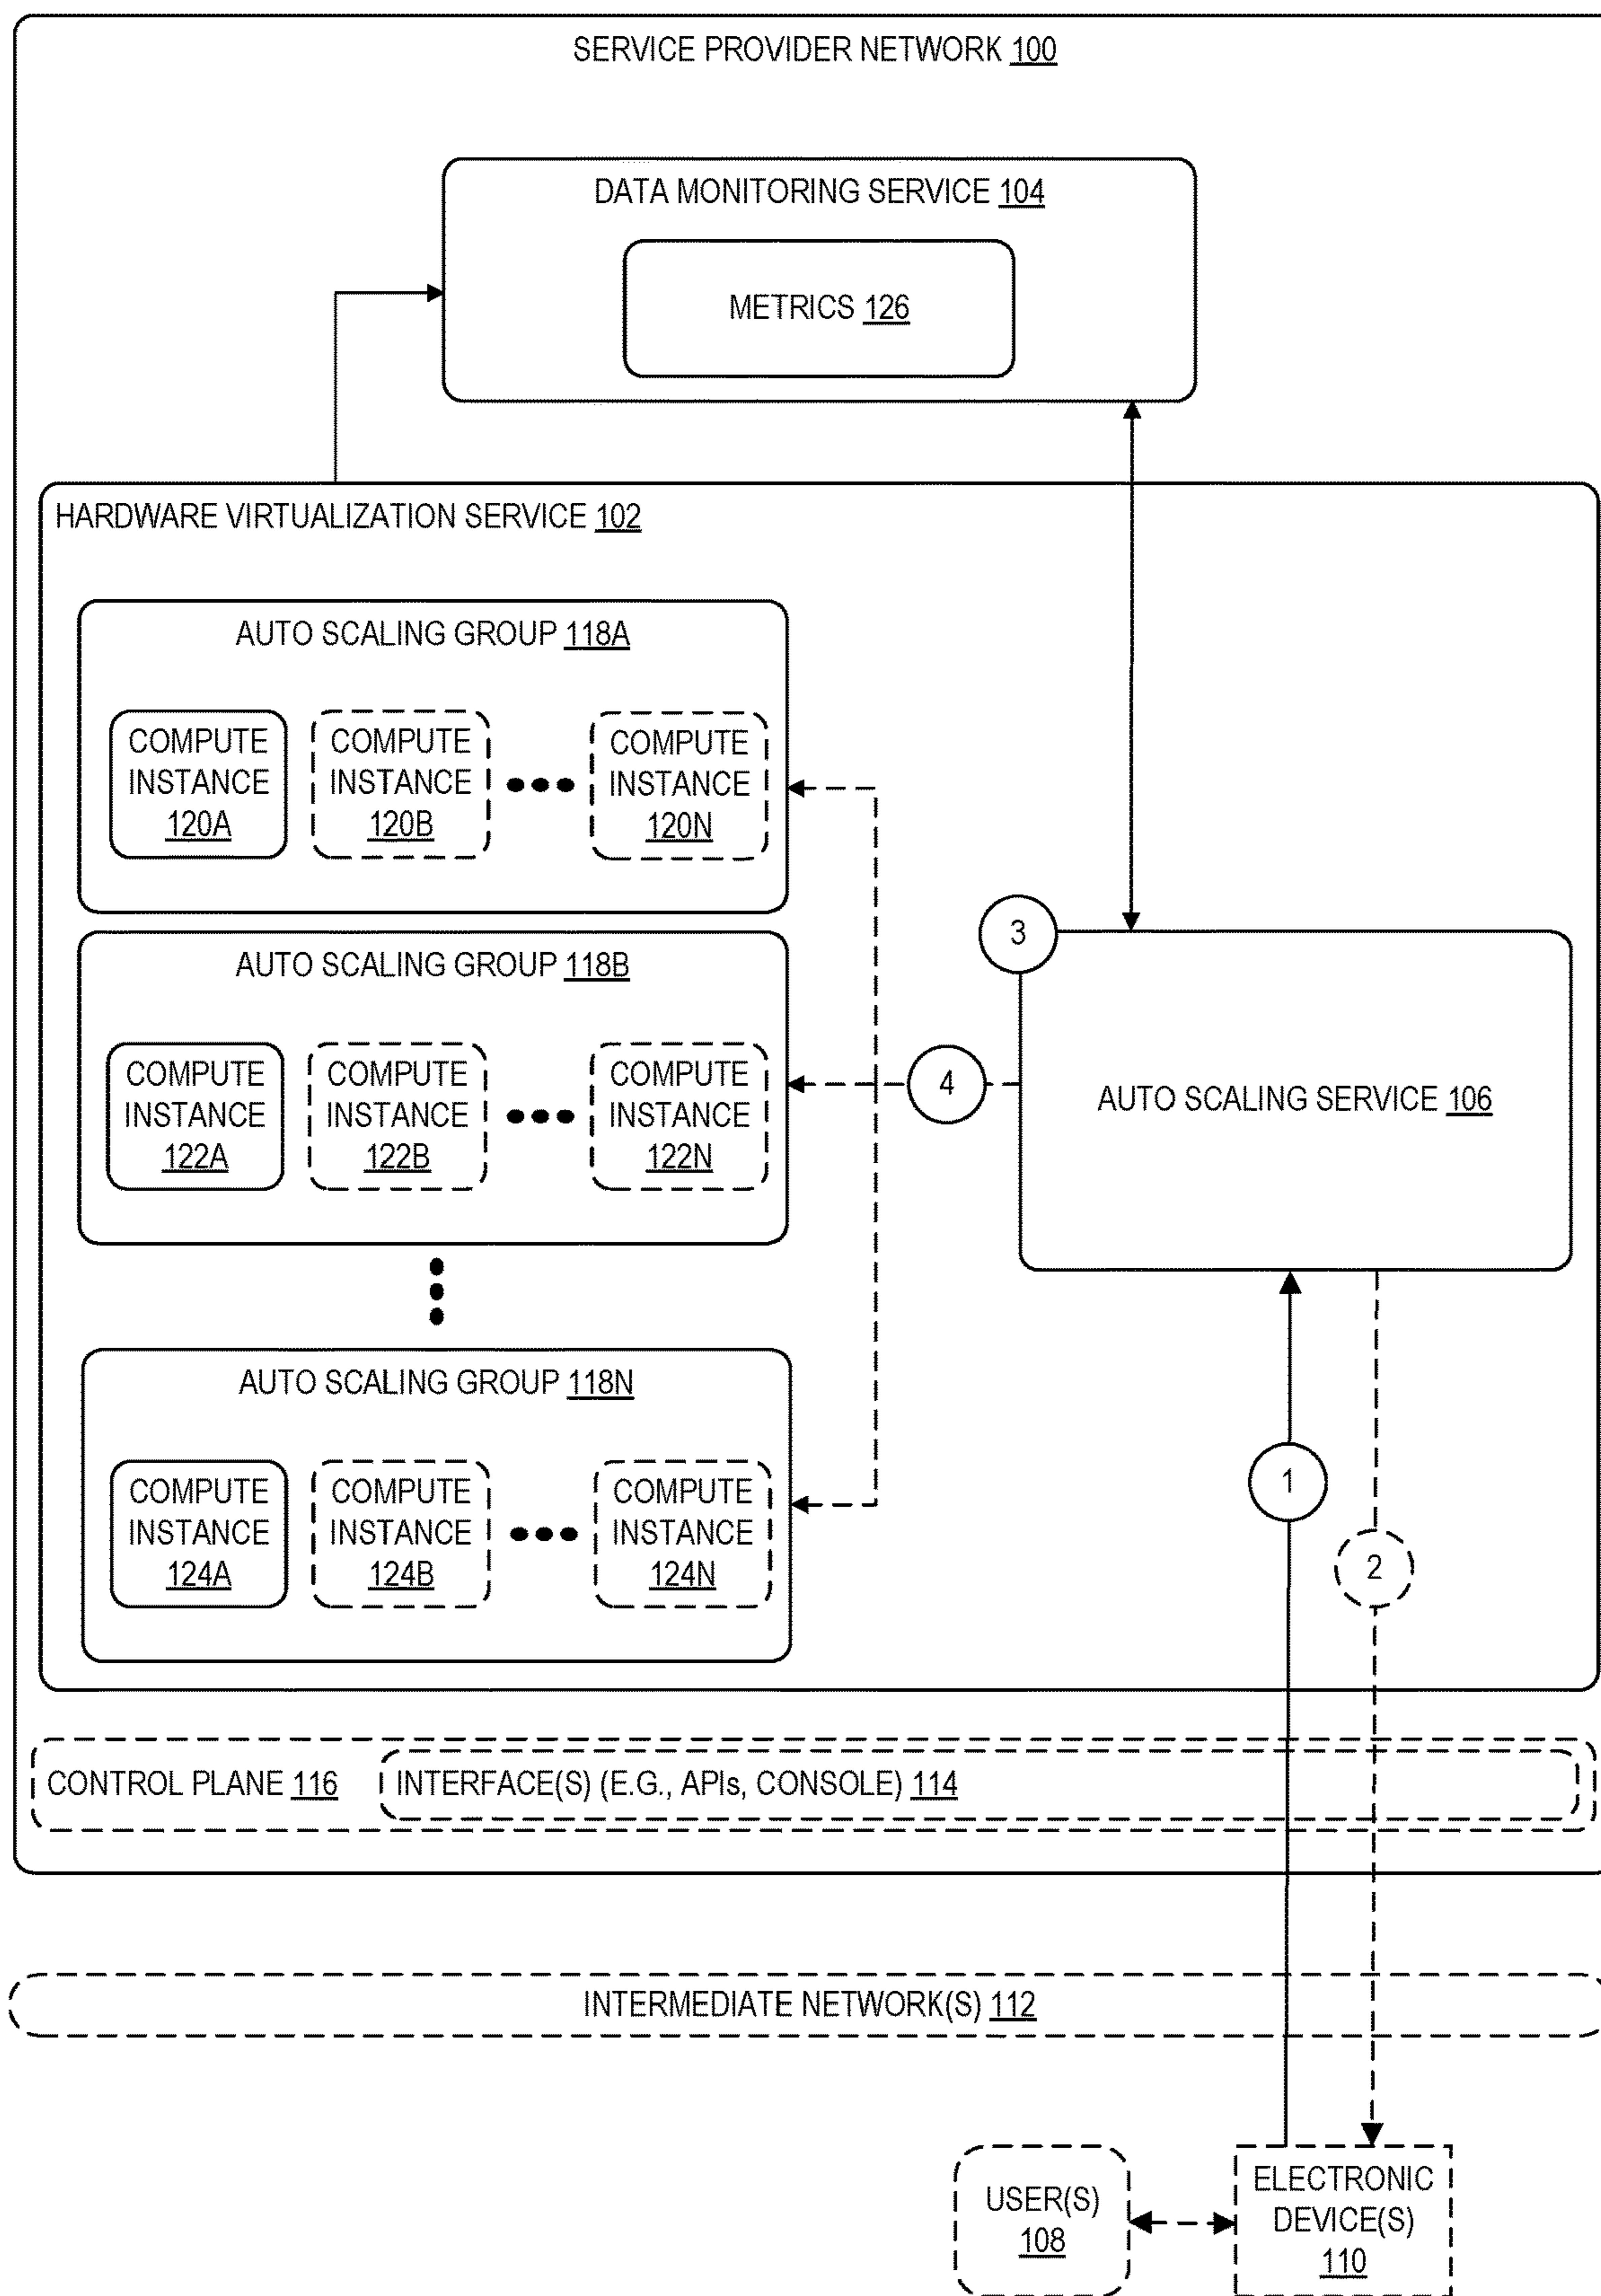 SERVICE PROVIDER NETWORK 100
DATA MONITORING SERVICE 104
METRICS 126
HARDWARE VIRTUALIZATION SERVICE 102
AUTO SCALING GROUP 118A
COMPUTE
INSTANCE
120A
COMPUTE
INSTANCE
120B
COMPUTE
INSTANCE
120N
AUTO SCALING GROUP 118B
COMPUTE
INSTANCE
122A
COMPUTE
INSTANCE
122B
COMPUTE
INSTANCE
122N
3
4
AUTO SCALING SERVICE 106
AUTO SCALING GROUP 118N
COMPUTE
INSTANCE
124A
COMPUTE
INSTANCE
124B
COMPUTE
INSTANCE
124N
1
2
CONTROL PLANE 116
INTERFACE(S) (E.G., APIs, CONSOLE) 114
INTERMEDIATE NETWORK(S) 112
USER(S)
108
ELECTRONIC
DEVICE(S)
110